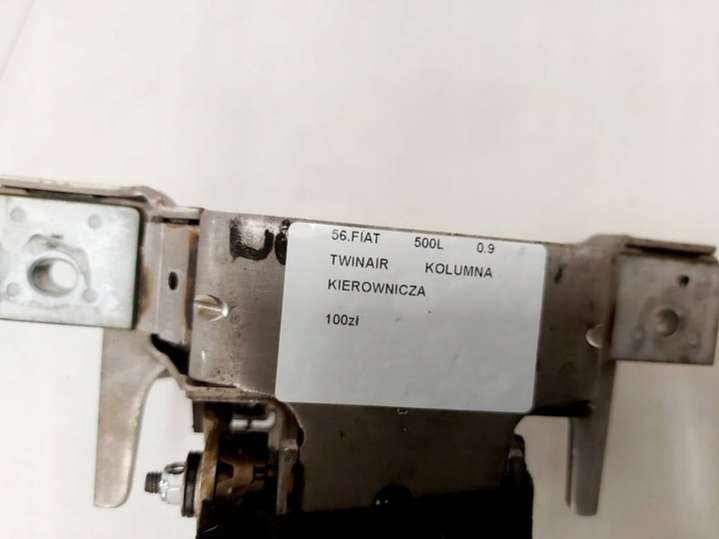 56.FIAT 500L 0.9
TWINAIR KOLUMNA
KIEROWNICZA
100zł